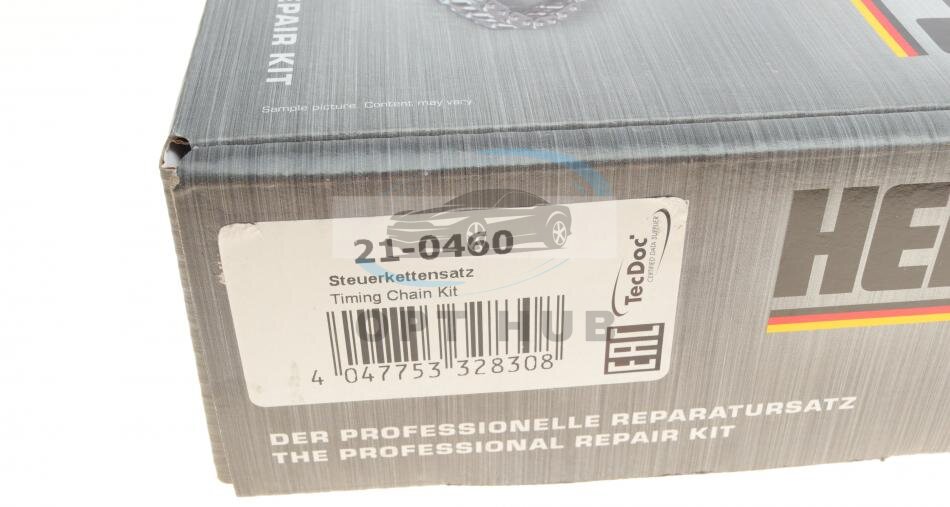 REPAIR KIT
Sample picture. Content may vary
21-0460
Steuerkettensatz
Timing Chain Kit
TecDoc
CERTIFIED DATA SUPPLIER
OPT HUB
EAC
4 047753 328308
DER PROFESSIONELLE REPARATURSATZ
THE PROFESSIONAL REPAIR KIT